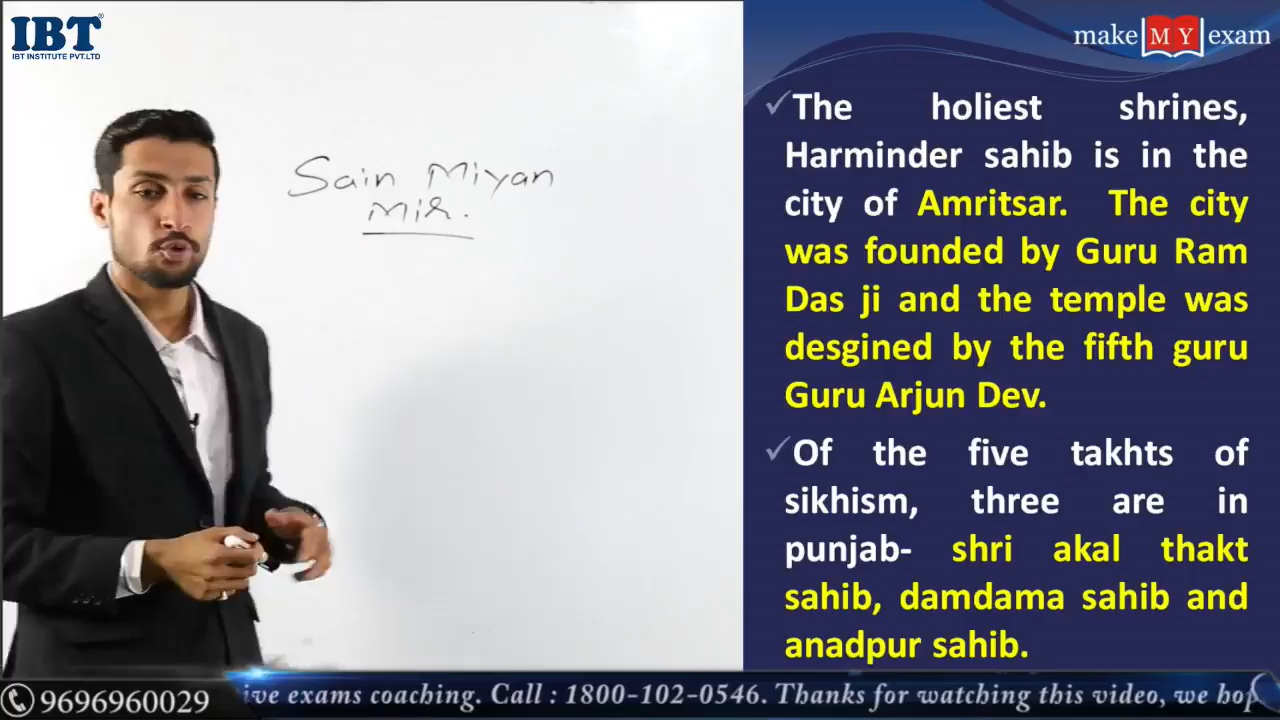 IBT
IBT INSTITUTE PVT.LTD
Sain Miyan
Mir.
make MY exam
✓The holiest shrines,
Harminder sahib is in the
city of Amritsar. The city
was founded by Guru Ram
Das ji and the temple was
desgined by the fifth guru
Guru Arjun Dev.
✓Of the five takhts of
sikhism, three are in
punjab- shri akal thakt
sahib, damdama sahib and
anadpur sahib.
9696960029
ive exams coaching. Call : 1800-102-0546. Thanks for watching this video, we hop